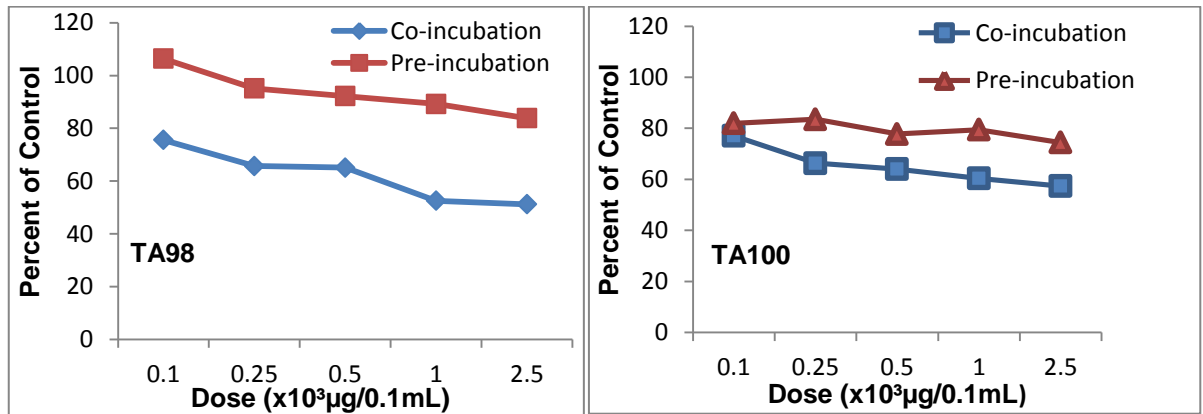 120
100
80
60
40
20
0
Percent of Control
Co-incubation
Pre-incubation
TA98
0.1 0.25 0.5 1 2.5
Dose (x10³µg/0.1mL)
120
100
80
60
40
20
0
Percent of Control
Co-incubation
Pre-incubation
TA100
0.1 0.25 0.5 1 2.5
Dose (x10³µg/0.1mL)